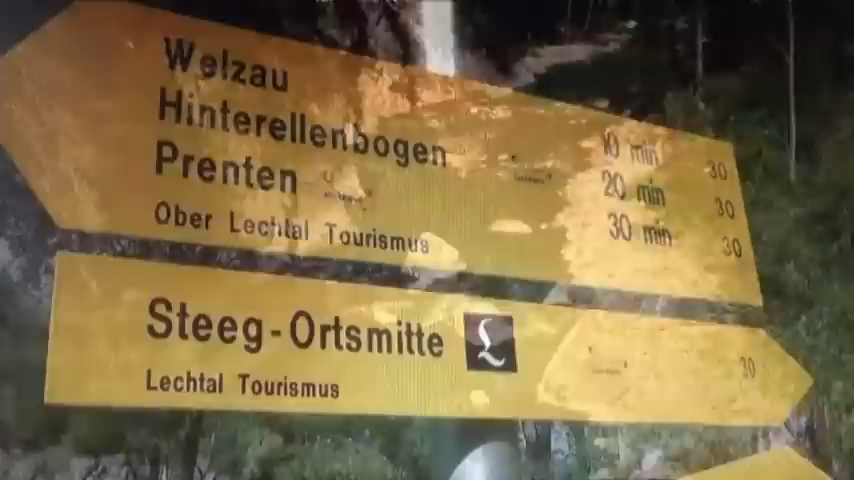 Welzau 10 min 30
Hinterellenbogen 20 min 30
Prenten 30 min 30
Ober Lechtal Tourismus
Steeg-Ortsmitte L 30
Lechtal Tourismus